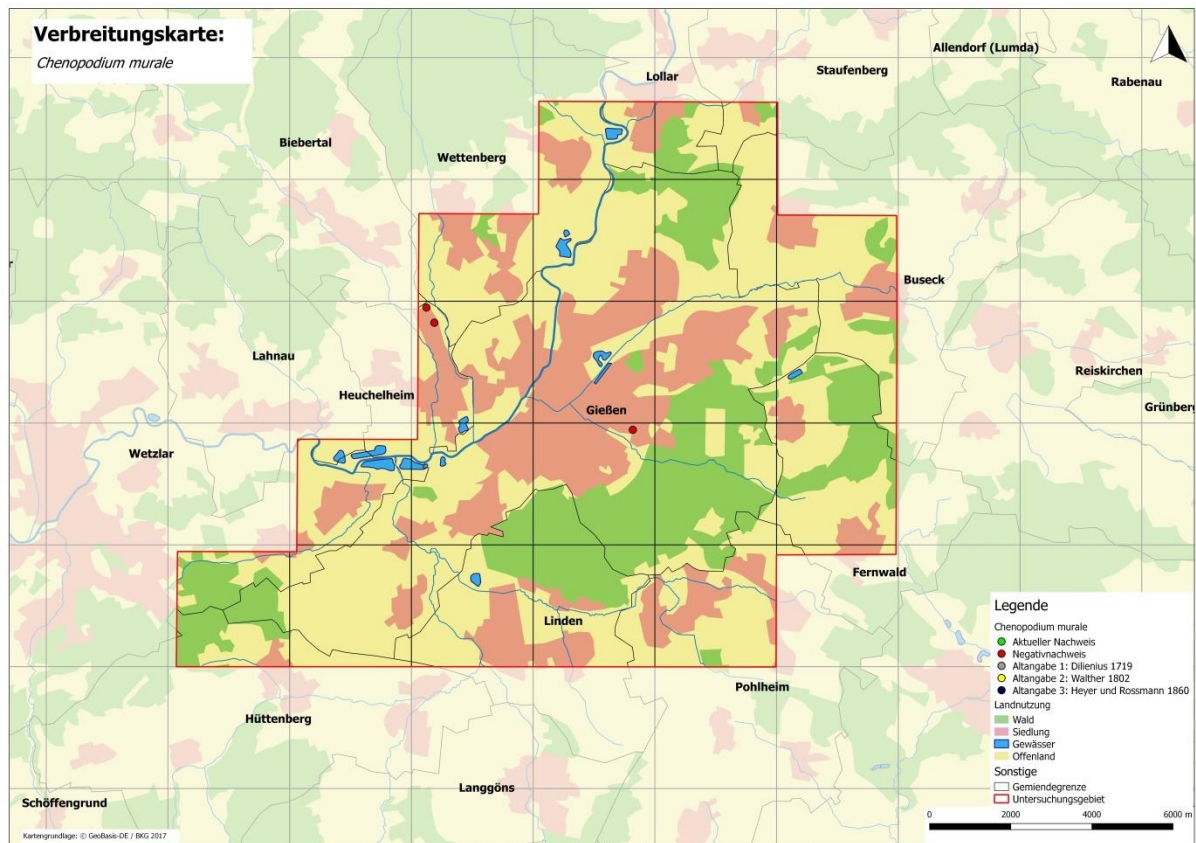 Verbreitungskarte:
Chenopodium murale
Allendorf (Lumda)
Lollar
Staufenberg
Rabenau
Biebertal
Wettenberg
Buseck
Lahnau
Reiskirchen
Heuchelheim
Gießen
Grünberg
Wetzlar
Fernwald
Linden
Pohlheim
Hüttenberg
Langgöns
Schöffengrund
Legende
Chenopodium murale
Aktueller Nachweis
Negativnachweis
Altangabe 1: Dilienius 1719
Altangabe 2: Walther 1802
Altangabe 3: Heyer und Rossmann 1860
Landnutzung
Wald
Siedlung
Gewässer
Offenland
Sonstige
Gemiendegrenze
Untersuchungsgebiet
0 2000 4000 6000 m
Kartengrundlage: © GeoBasis-DE / BKG 2017